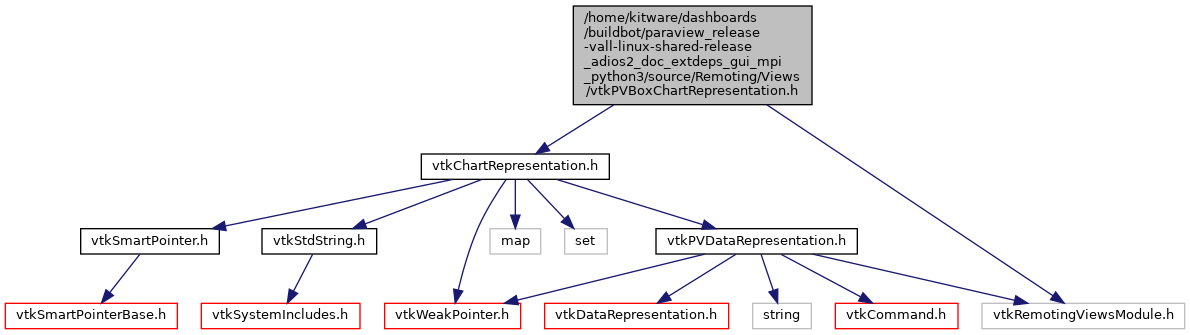 /home/kitware/dashboards
/buildbot/paraview_release
-vall-linux-shared-release
_adios2_doc_extdeps_gui_mpi
_python3/source/Remoting/Views
/vtkPVBoxChartRepresentation.h
vtkChartRepresentation.h
vtkSmartPointer.h
vtkStdString.h
map
set
vtkPVDataRepresentation.h
vtkSmartPointerBase.h
vtkSystemIncludes.h
vtkWeakPointer.h
vtkDataRepresentation.h
string
vtkCommand.h
vtkRemotingViewsModule.h